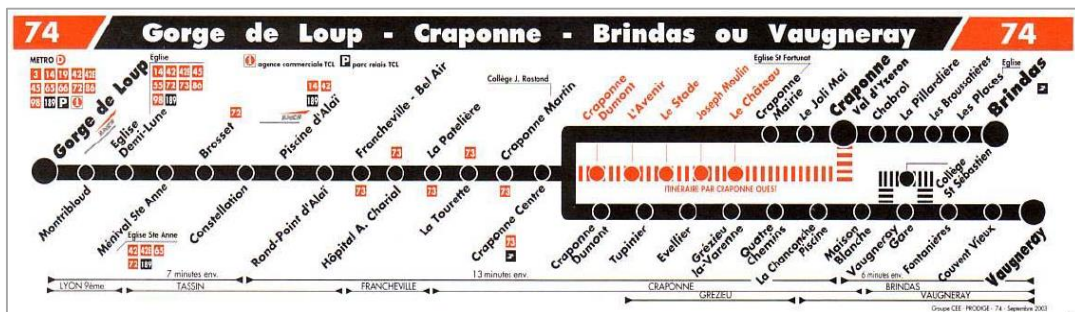 74
Gorge de Loup - Craponne - Brindas ou Vaugneray
74
METRO D
3 14 19 42 42E
45 65 66 72 86
98 189 P
Eglise
14 42 42E 45
55 72 73 86
98 189
agence commerciale TCL
P parc relais TCL
14 42
189
73
Collège J. Rostand
Eglise St Fortunat
Eglise
Gorge de Loup
Montribloud
Eglise Demi-Lune
Ménival Ste Anne
Eglise Ste Anne
42 42E 65
72 189
Brosset
Constellation
Piscine d'Alaï
Rond-Point d'Alaï
Francheville - Bel Air
73
73
Hôpital A. Charial
La Patelière
73
73
La Tourette
Craponne Martin
73
Craponne Centre
73
Craponne Dumont
L'Avenir
Le Stade
Joseph Moulin
Le Château
Craponne Mairie
Le Joli Mai
Craponne
Val d'Yseron
Chabrol
La Pillardière
Les Broussatières
Les Places
Brindas
ITINÉRAIRE PAR CRAPONNE OUEST
Collège St Sébastien
Craponne Dumont
Tupinier
Evellier
Grézieu la-Varenne
Quatre Chemins
La Chanonche Piscine
Maison Blanche
Vaugneray Gare
Fontanières
Couvent Vieux
Vaugneray
7 minutes env.
13 minutes env.
6 minutes env.
LYON 9ème
TASSIN
FRANCHEVILLE
CRAPONNE
BRINDAS
GREZIEU
VAUGNERAY
Groupe CEE - PRODIGE - 74 - Septembre 2003